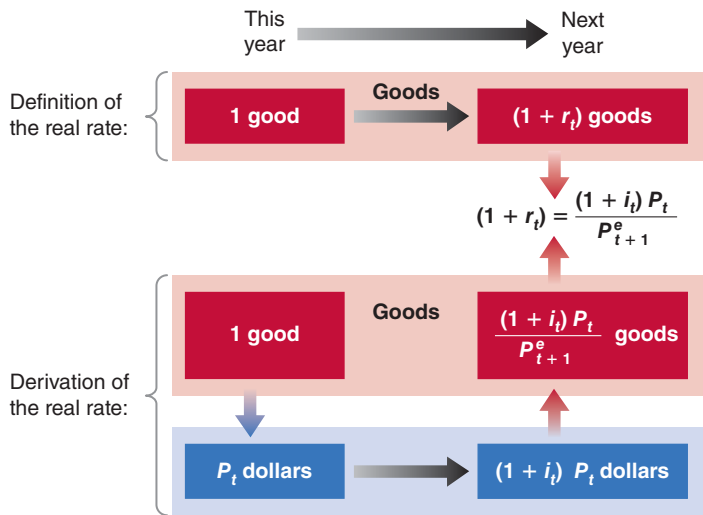 This year
Next year
Definition of the real rate:
Goods
1 good
(1 + r_t) goods
(1 + r_t) = \frac{(1 + i_t) P_t}{P^e_{t+1}}
Derivation of the real rate:
1 good
Goods
\frac{(1 + i_t) P_t}{P^e_{t+1}} goods
P_t dollars
(1 + i_t) P_t dollars